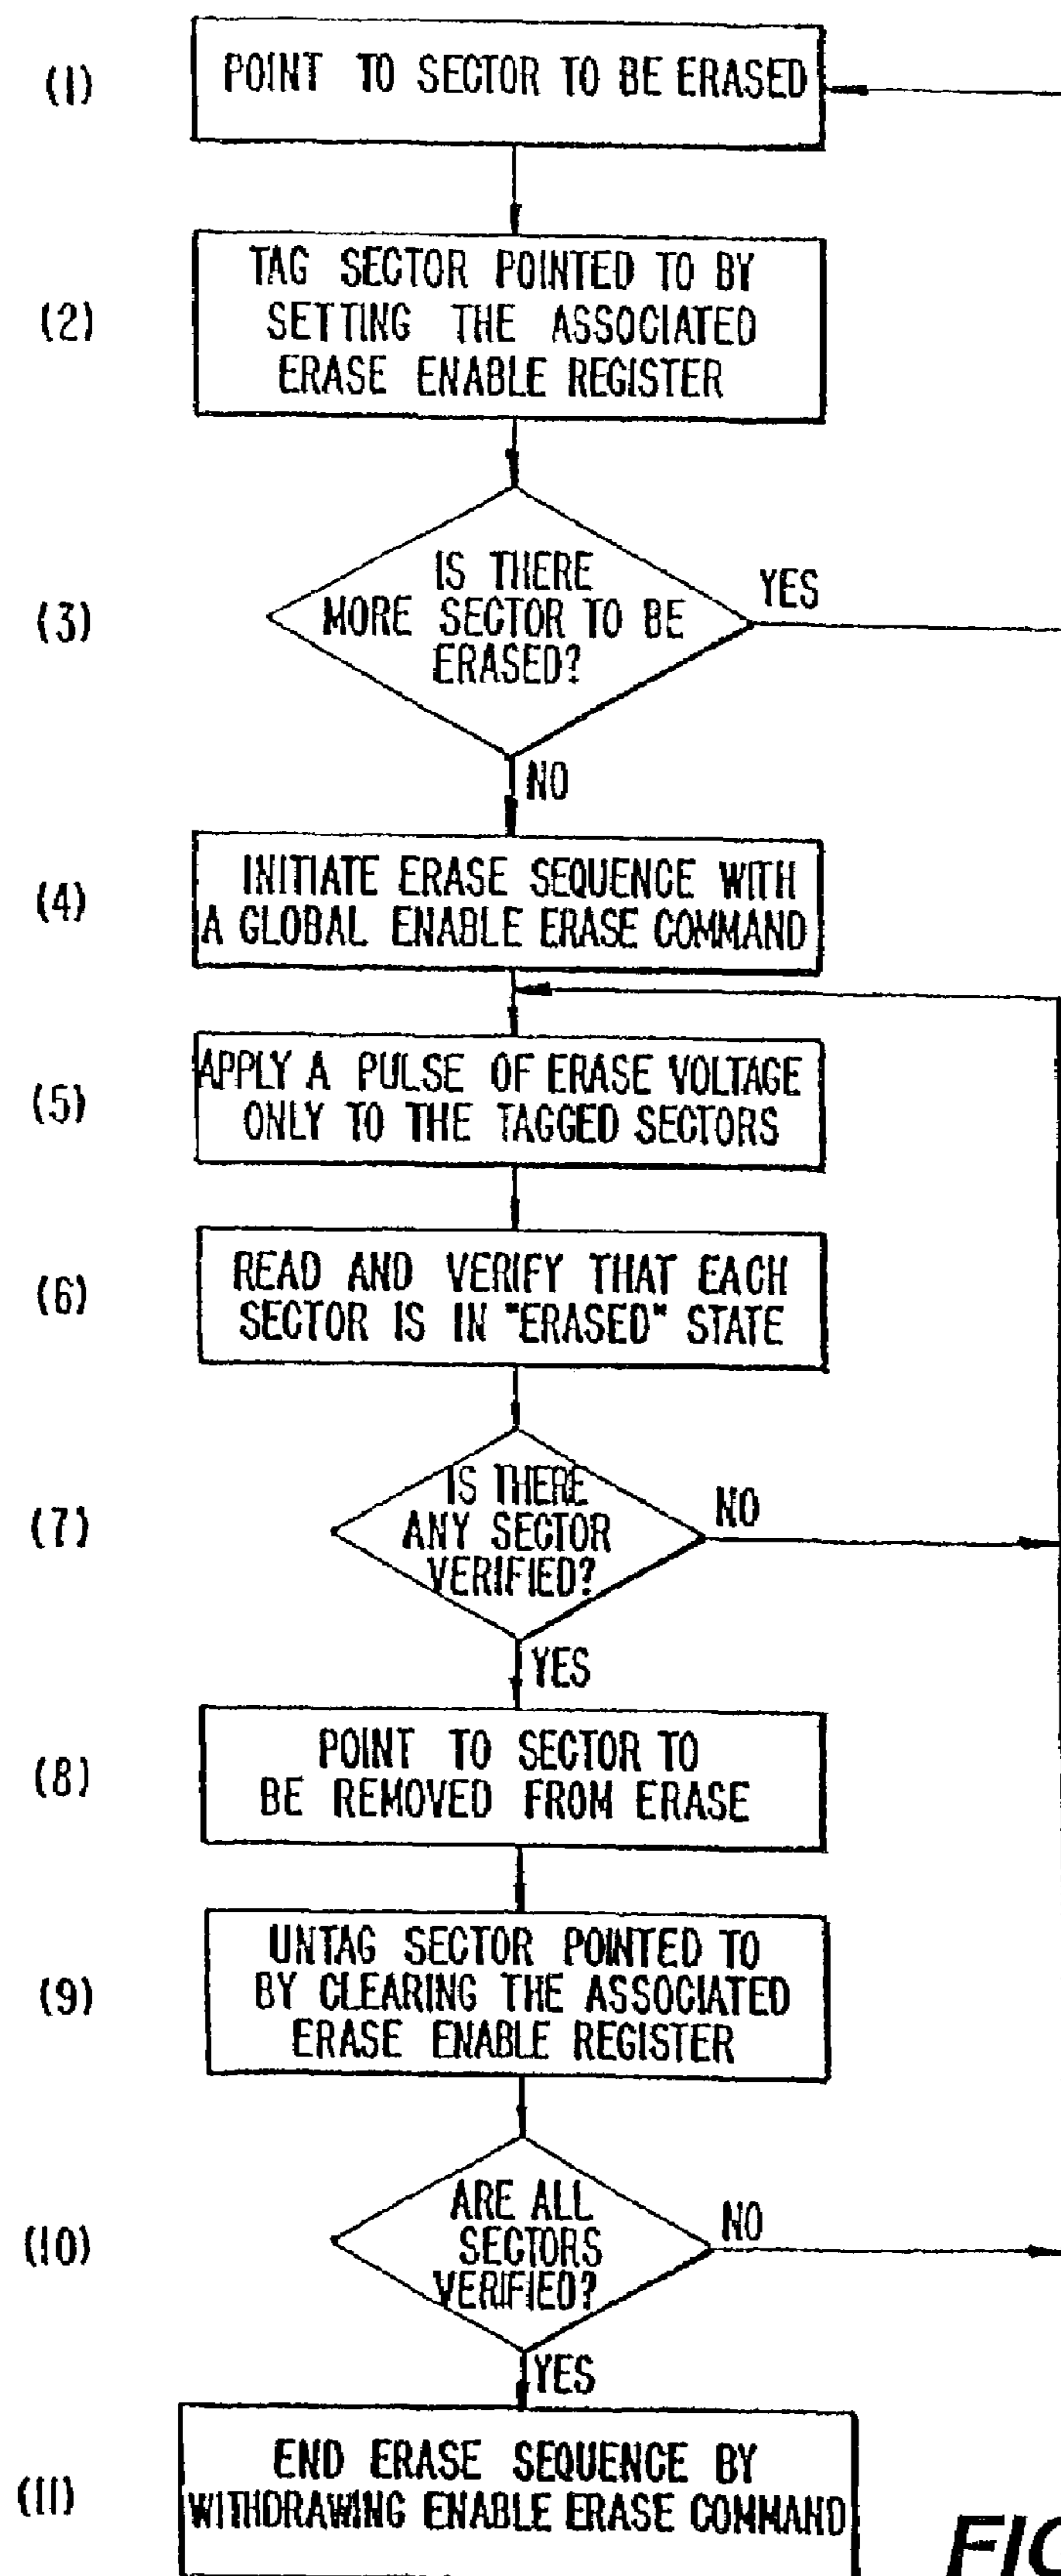 (1)
POINT TO SECTOR TO BE ERASED
(2)
TAG SECTOR POINTED TO BY
SETTING THE ASSOCIATED
ERASE ENABLE REGISTER
(3)
IS THERE
MORE SECTOR TO BE
ERASED?
YES
NO
(4)
INITIATE ERASE SEQUENCE WITH
A GLOBAL ENABLE ERASE COMMAND
(5)
APPLY A PULSE OF ERASE VOLTAGE
ONLY TO THE TAGGED SECTORS
(6)
READ AND VERIFY THAT EACH
SECTOR IS IN "ERASED" STATE
(7)
IS THERE
ANY SECTOR
VERIFIED?
NO
YES
(8)
POINT TO SECTOR TO
BE REMOVED FROM ERASE
(9)
UNTAG SECTOR POINTED TO
BY CLEARING THE ASSOCIATED
ERASE ENABLE REGISTER
(10)
ARE ALL
SECTORS
VERIFIED?
NO
YES
(11)
END ERASE SEQUENCE BY
WITHDRAWING ENABLE ERASE COMMAND